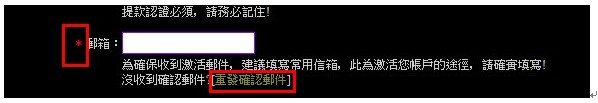 提款認證必須, 請務必記住!
*郵箱：
為確保收到激活郵件, 建議填寫常用信箱, 此為激活您帳戶的途徑, 請確實填寫!
沒收到確認郵件?[重發確認郵件]